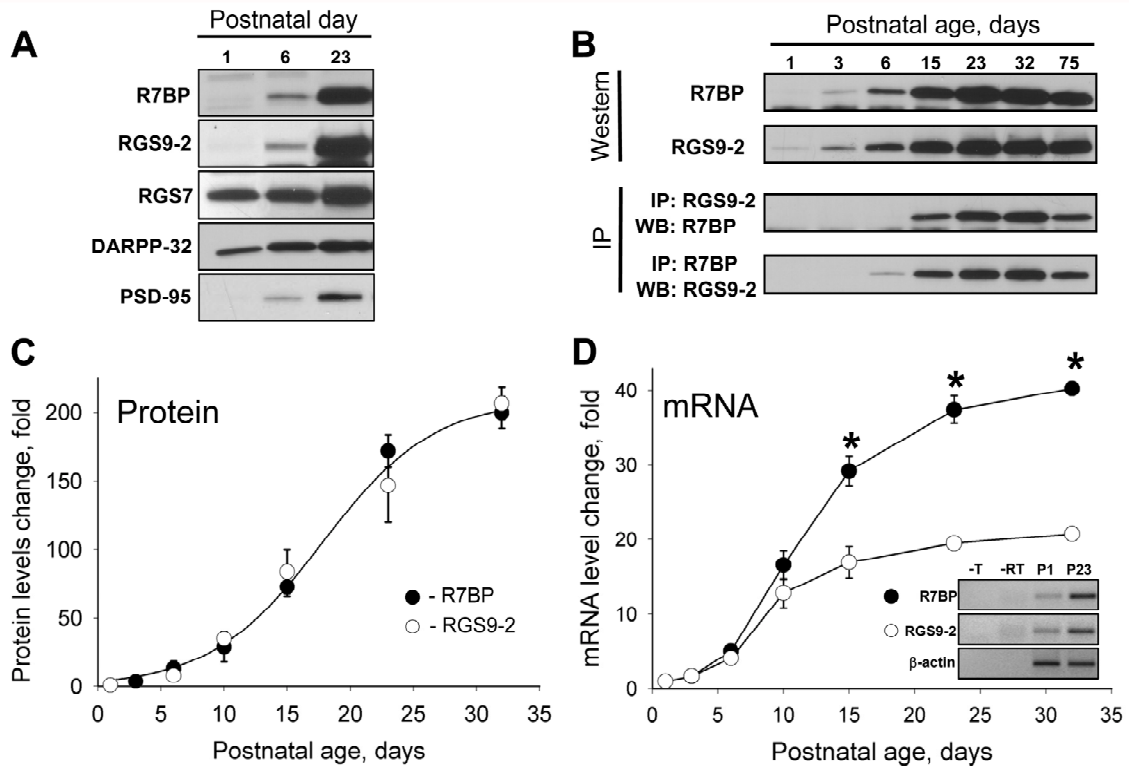 A
Postnatal day
1 6 23
R7BP
RGS9-2
RGS7
DARPP-32
PSD-95
B
Postnatal age, days
1 3 6 15 23 32 75
Western
R7BP
RGS9-2
IP
IP: RGS9-2
WB: R7BP
IP: R7BP
WB: RGS9-2
C
Protein
Protein levels change, fold
200
150
100
50
0
- R7BP
- RGS9-2
0 5 10 15 20 25 30 35
Postnatal age, days
D
mRNA
mRNA level change, fold
40
30
20
10
0
* * *
-T -RT P1 P23
R7BP
RGS9-2
β-actin
0 5 10 15 20 25 30 35
Postnatal age, days